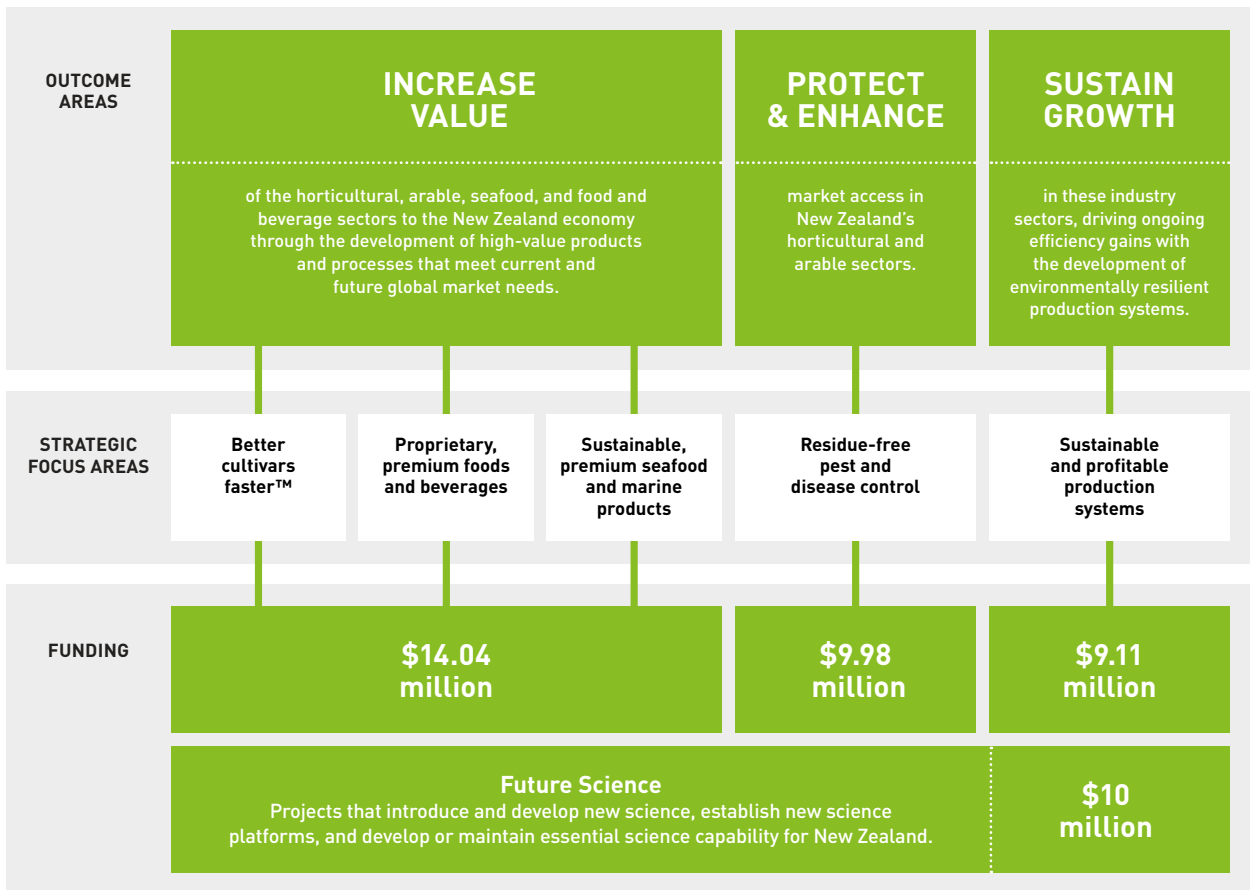 OUTCOME
AREAS
INCREASE
VALUE
of the horticultural, arable, seafood, and food and
beverage sectors to the New Zealand economy
through the development of high-value products
and processes that meet current and
future global market needs.
PROTECT
& ENHANCE
market access in
New Zealand’s
horticultural and
arable sectors.
SUSTAIN
GROWTH
in these industry
sectors, driving ongoing
efficiency gains with
the development of
environmentally resilient
production systems.
STRATEGIC
FOCUS AREAS
Better
cultivars
faster™
Proprietary,
premium foods
and beverages
Sustainable,
premium seafood
and marine
products
Residue-free
pest and
disease control
Sustainable
and profitable
production
systems
FUNDING
$14.04
million
$9.98
million
$9.11
million
Future Science
Projects that introduce and develop new science, establish new science
platforms, and develop or maintain essential science capability for New Zealand.
$10
million